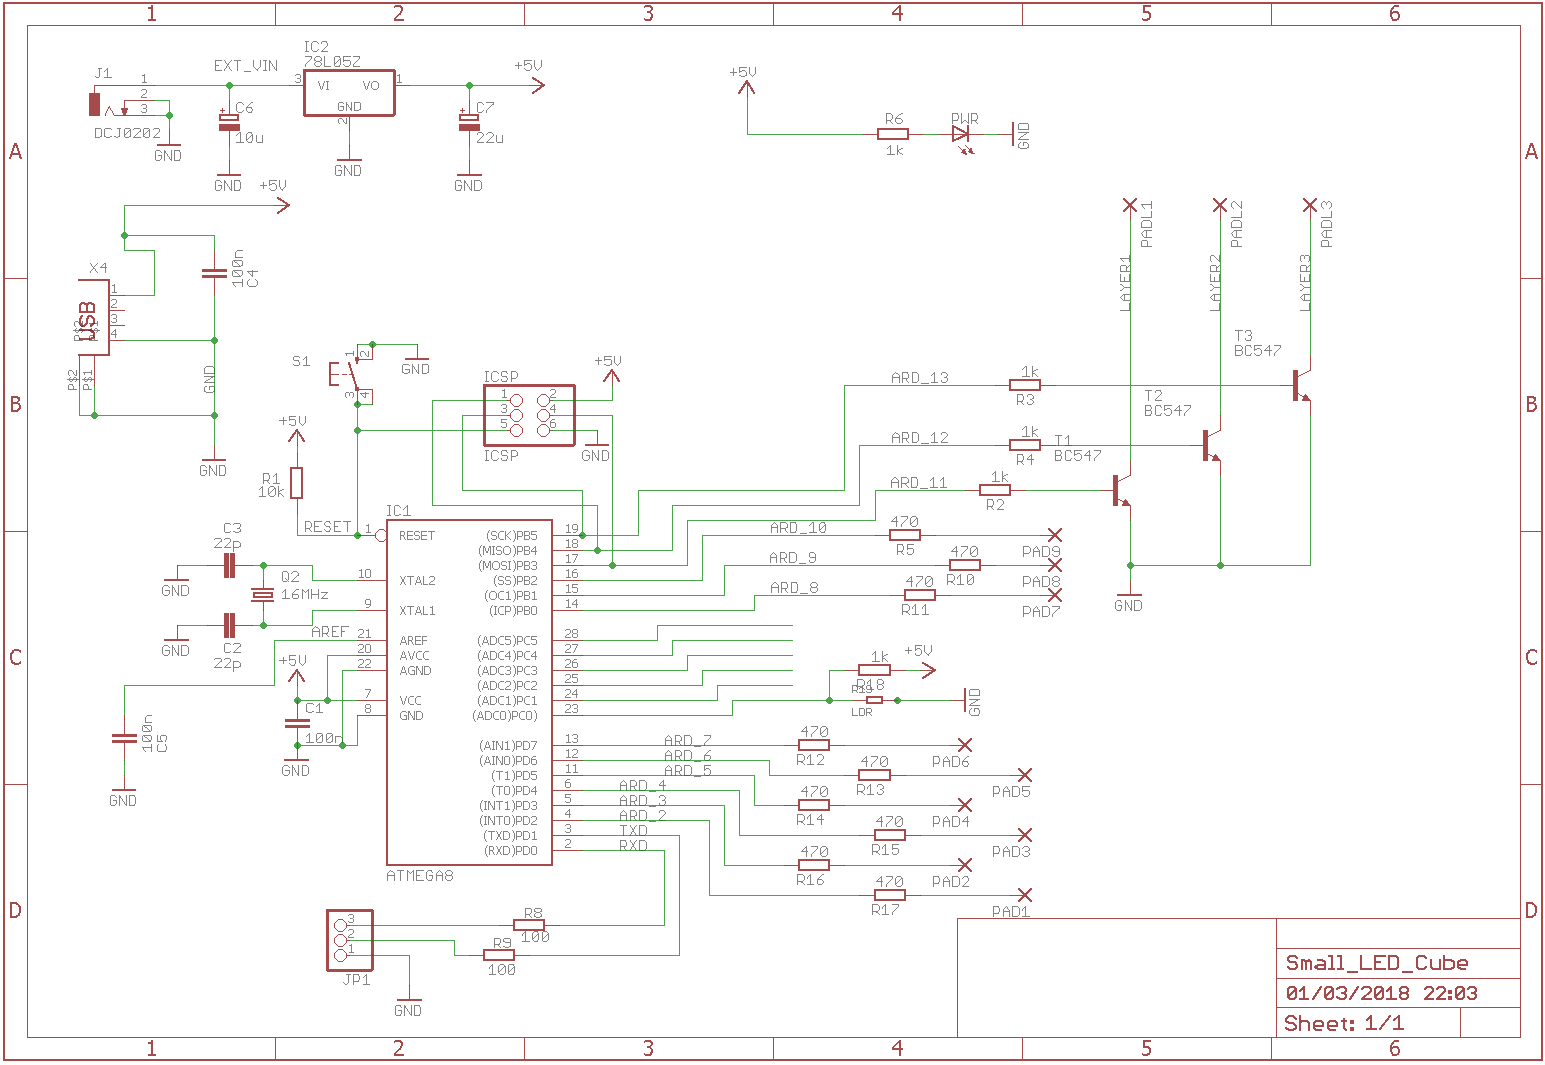 1 2 3 4 5 6
A A
B B
C C
D D
J1
1
2
3
DCJ0202
GND
EXT_VIN
C6
10u
GND
IC2
78L05Z
3 VI VO 1
GND
2
GND
+5V
C7
22u
GND
+5V
R6
1k
PWR
GND
+5V
100n
C4
X4
USB
1
2
3
4
P$2
P$1
GND
GND
S1
1
2
3
4
GND
+5V
R1
10k
RESET
ICSP
1 2
3 4
5 6
ICSP
+5V
GND
PADL1
PADL2
PADL3
LAYER1
LAYER2
LAYER3
T3
BC547
T2
BC547
T1
BC547
ARD_13
1k
R3
ARD_12
1k
R4
ARD_11
1k
R2
GND
IC1
1 RESET (SCK)PB5 19
(MISO)PB4 18
(MOSI)PB3 17
10 XTAL2 (SS)PB2 16
(OC1)PB1 15
9 XTAL1 (ICP)PB0 14
21 AREF (ADC5)PC5 28
20 AVCC (ADC4)PC4 27
22 AGND (ADC3)PC3 26
(ADC2)PC2 25
7 VCC (ADC1)PC1 24
8 GND (ADC0)PC0) 23
(AIN1)PD7 13
(AIN0)PD6 12
(T1)PD5 11
(T0)PD4 6
(INT1)PD3 5
(INT0)PD2 4
(TXD)PD1 3
(RXD)PD0 2
ATMEGA8
C3
22p
GND
Q2
16MHz
GND
C2
22p
AREF
+5V
C1
100n
GND
100n
C5
GND
ARD_10
470
R5
PAD9
ARD_9
470
R10
PAD8
ARD_8
470
R11
PAD7
1k
R18
+5V
LDR
GND
ARD_7
470
R12
PAD6
ARD_6
470
R13
PAD5
ARD_5
470
R14
PAD4
ARD_4
470
R15
PAD3
ARD_3
470
R16
PAD2
ARD_2
470
R17
PAD1
TXD
RXD
3
2
1
JP1
R8
100
R9
100
GND
Small_LED_Cube
01/03/2018 22:03
Sheet: 1/1
1 2 3 4 5 6